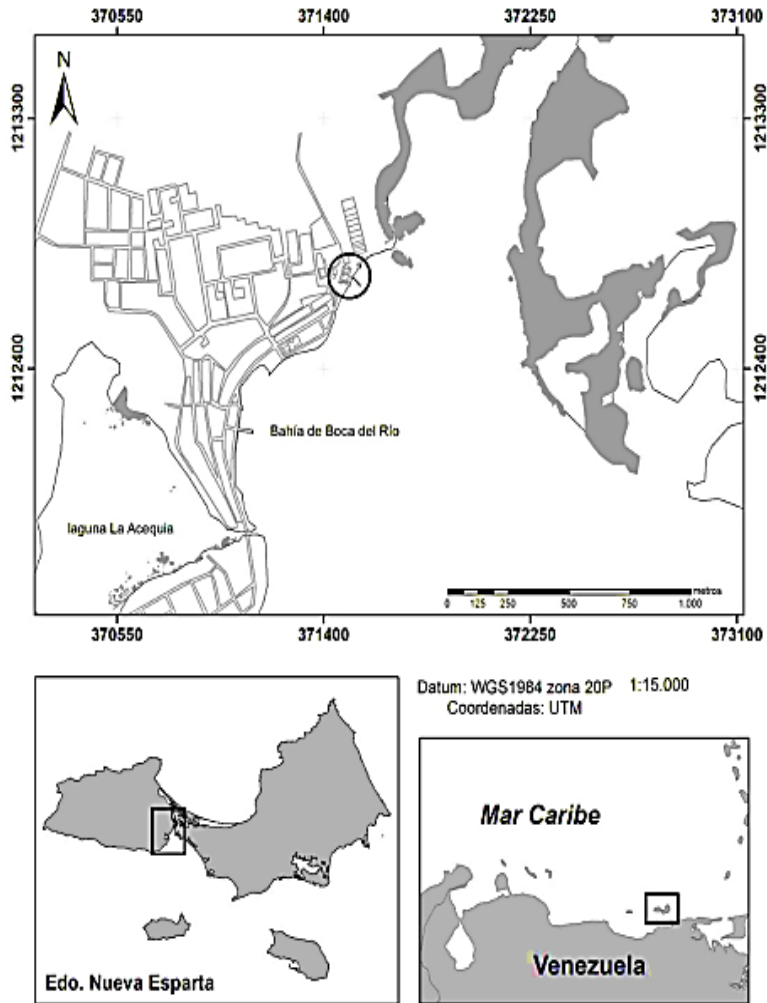 370550 371400 372250 373100
N
1213300 1213300
1212400 1212400
Bahía de Boca del Río
laguna La Acequia
metros
0 125 250 500 750 1.000
370550 371400 372250 373100
Datum: WGS1984 zona 20P 1:15.000
Coordenadas: UTM
Mar Caribe
Venezuela
Edo. Nueva Esparta